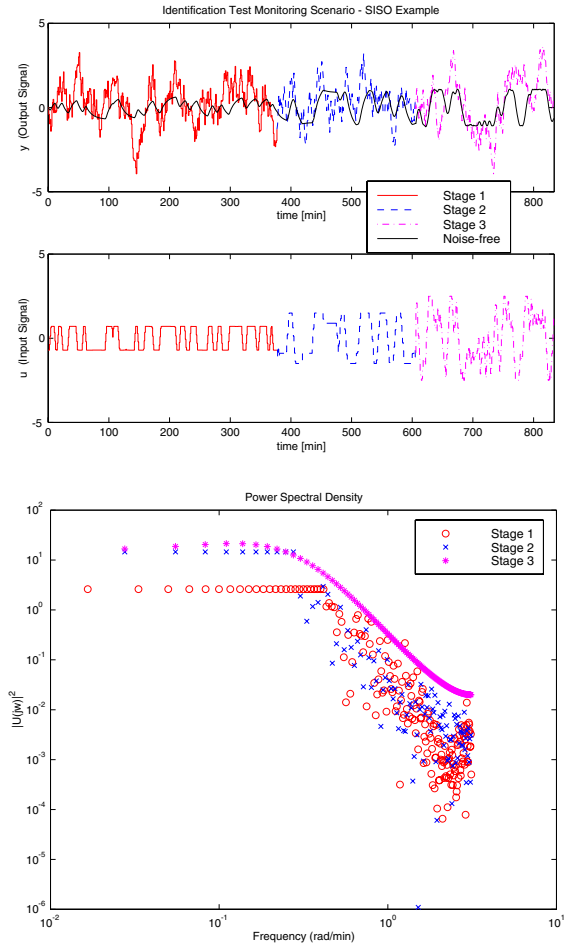 Identification Test Monitoring Scenario - SISO Example
5
0
-5
y (Output Signal)
0 100 200 300 400 500 600 700 800
time [min]
Stage 1
Stage 2
Stage 3
Noise-free
5
0
-5
u (Input Signal)
0 100 200 300 400 500 600 700 800
time [min]
Power Spectral Density
10^2
10^1
10^0
10^-1
10^-2
10^-3
10^-4
10^-5
10^-6
|U(jw)|^2
Stage 1
Stage 2
Stage 3
10^-2 10^-1 10^0 10^1
Frequency (rad/min)